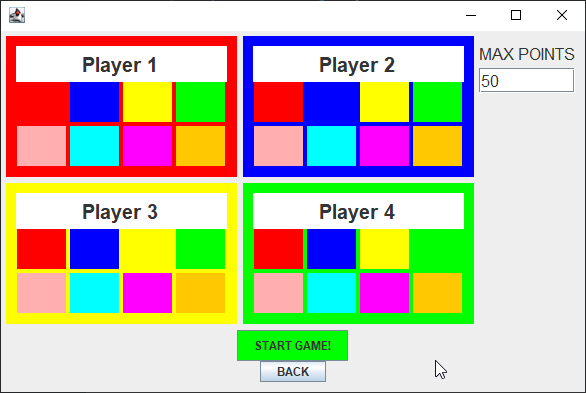 Player 1
Player 2
MAX POINTS
50
Player 3
Player 4
START GAME!
BACK